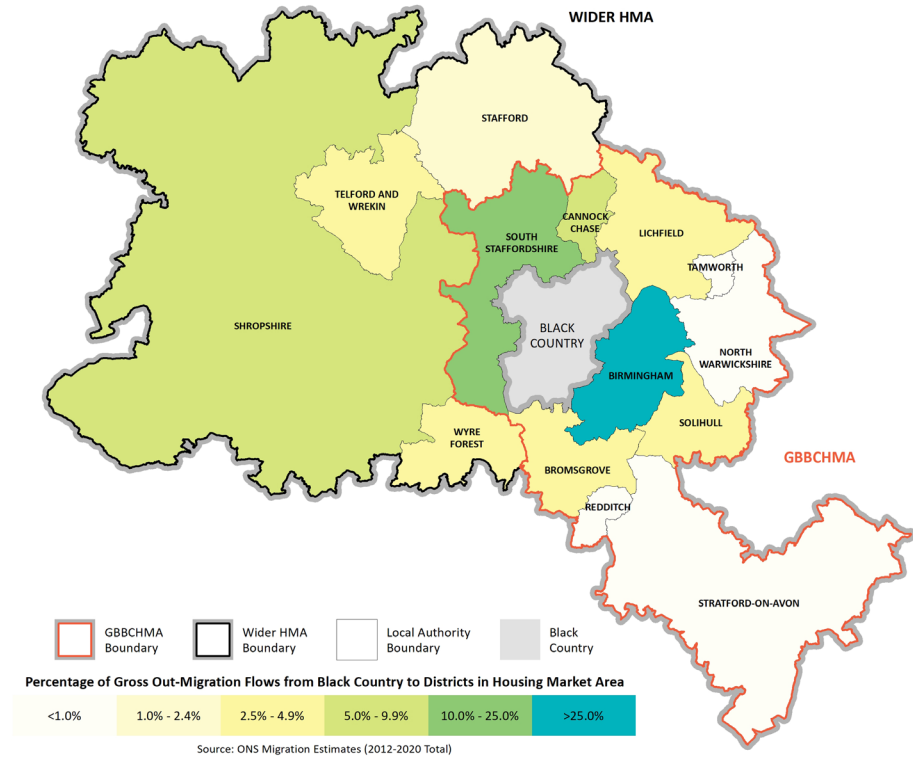 WIDER HMA
STAFFORD
TELFORD AND
WREKIN
CANNOCK
CHASE
SOUTH
STAFFORDSHIRE
LICHFIELD
TAMWORTH
SHROPSHIRE
BLACK
COUNTRY
NORTH
WARWICKSHIRE
BIRMINGHAM
SOLIHULL
WYRE
FOREST
BROMSGROVE
GBBCHMA
REDDITCH
STRATFORD-ON-AVON
GBBCHMA
Boundary
Wider HMA
Boundary
Local Authority
Boundary
Black
Country
Percentage of Gross Out-Migration Flows from Black Country to Districts in Housing Market Area
<1.0%
1.0% - 2.4%
2.5% - 4.9%
5.0% - 9.9%
10.0% - 25.0%
>25.0%
Source: ONS Migration Estimates (2012-2020 Total)